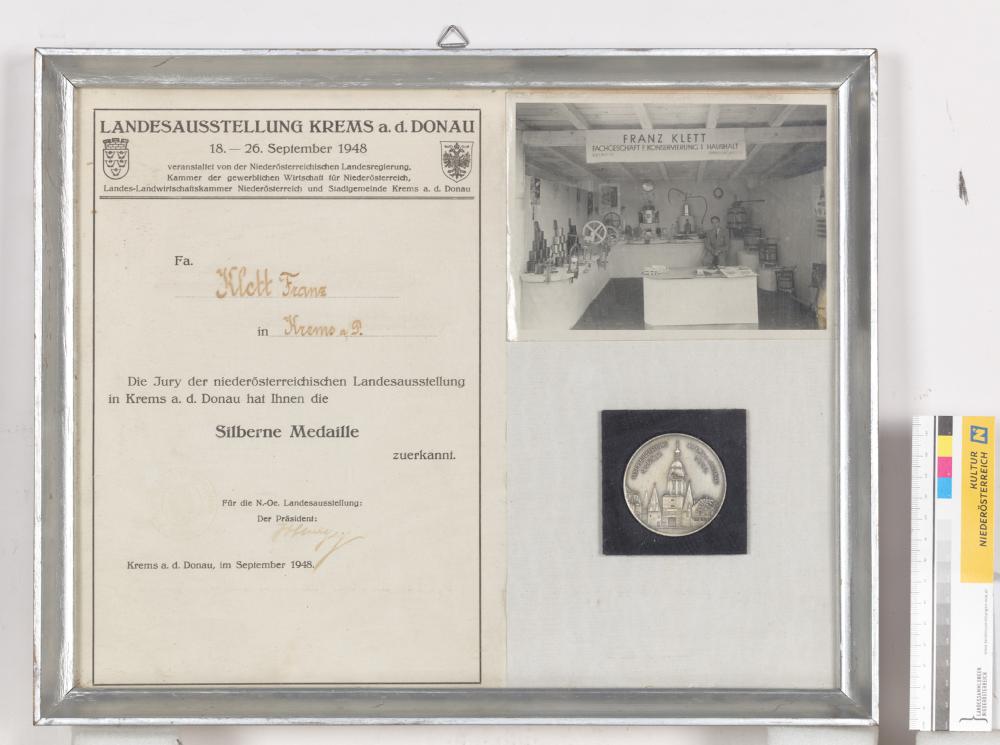 LANDESAUSSTELLUNG KREMS a. d. DONAU
18. — 26. September 1948
veranstaltet von der Niederösterreichischen Landesregierung,
Kammer der gewerblichen Wirtschaft für Niederösterreich,
Landes-Landwirtschaftskammer Niederösterreich und Stadtgemeinde Krems a. d. Donau
Fa.
Klett Franz
in Krems a/D.
Die Jury der niederösterreichischen Landesausstellung
in Krems a. d. Donau hat Ihnen die
Silberne Medaille
zuerkannt.
Für die N.-Oe. Landesausstellung:
Der Präsident:
Krems a. d. Donau, im September 1948.
FRANZ KLETT
FACHGESCHÄFT F. KONSERVIERUNG I. HAUSHALT
KULTUR
NIEDERÖSTERREICH
LANDESSAMMLUNGEN
NIEDERÖSTERREICH